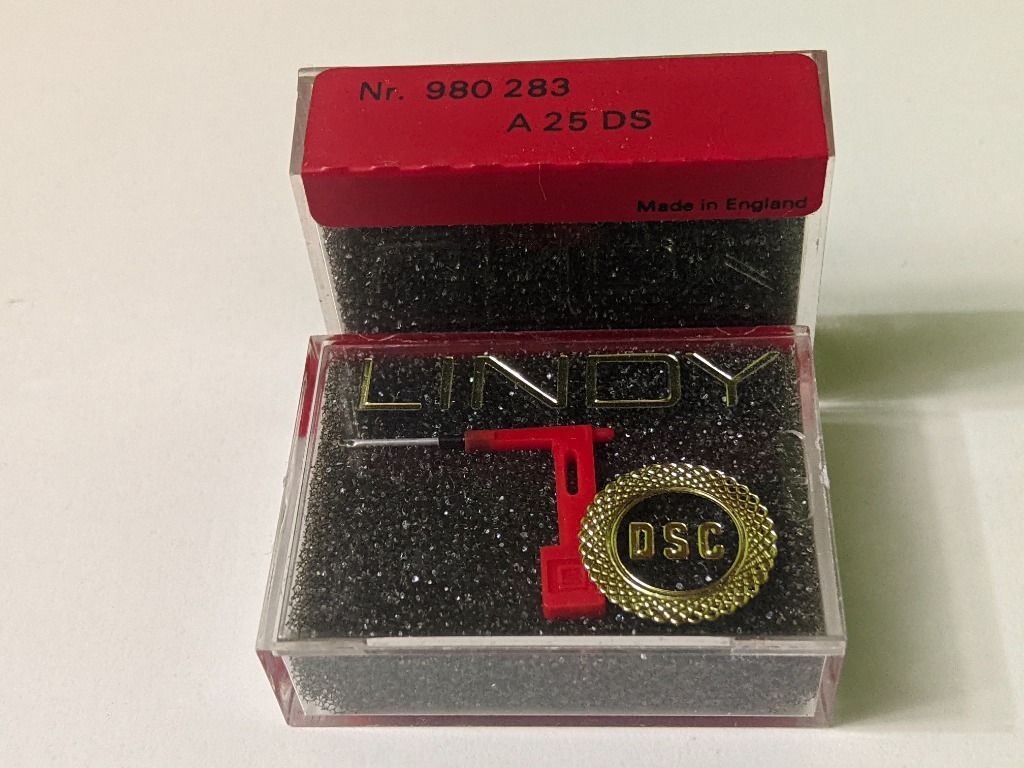 Nr. 980 283
A 25 DS
Made in England
LINDY
DSC